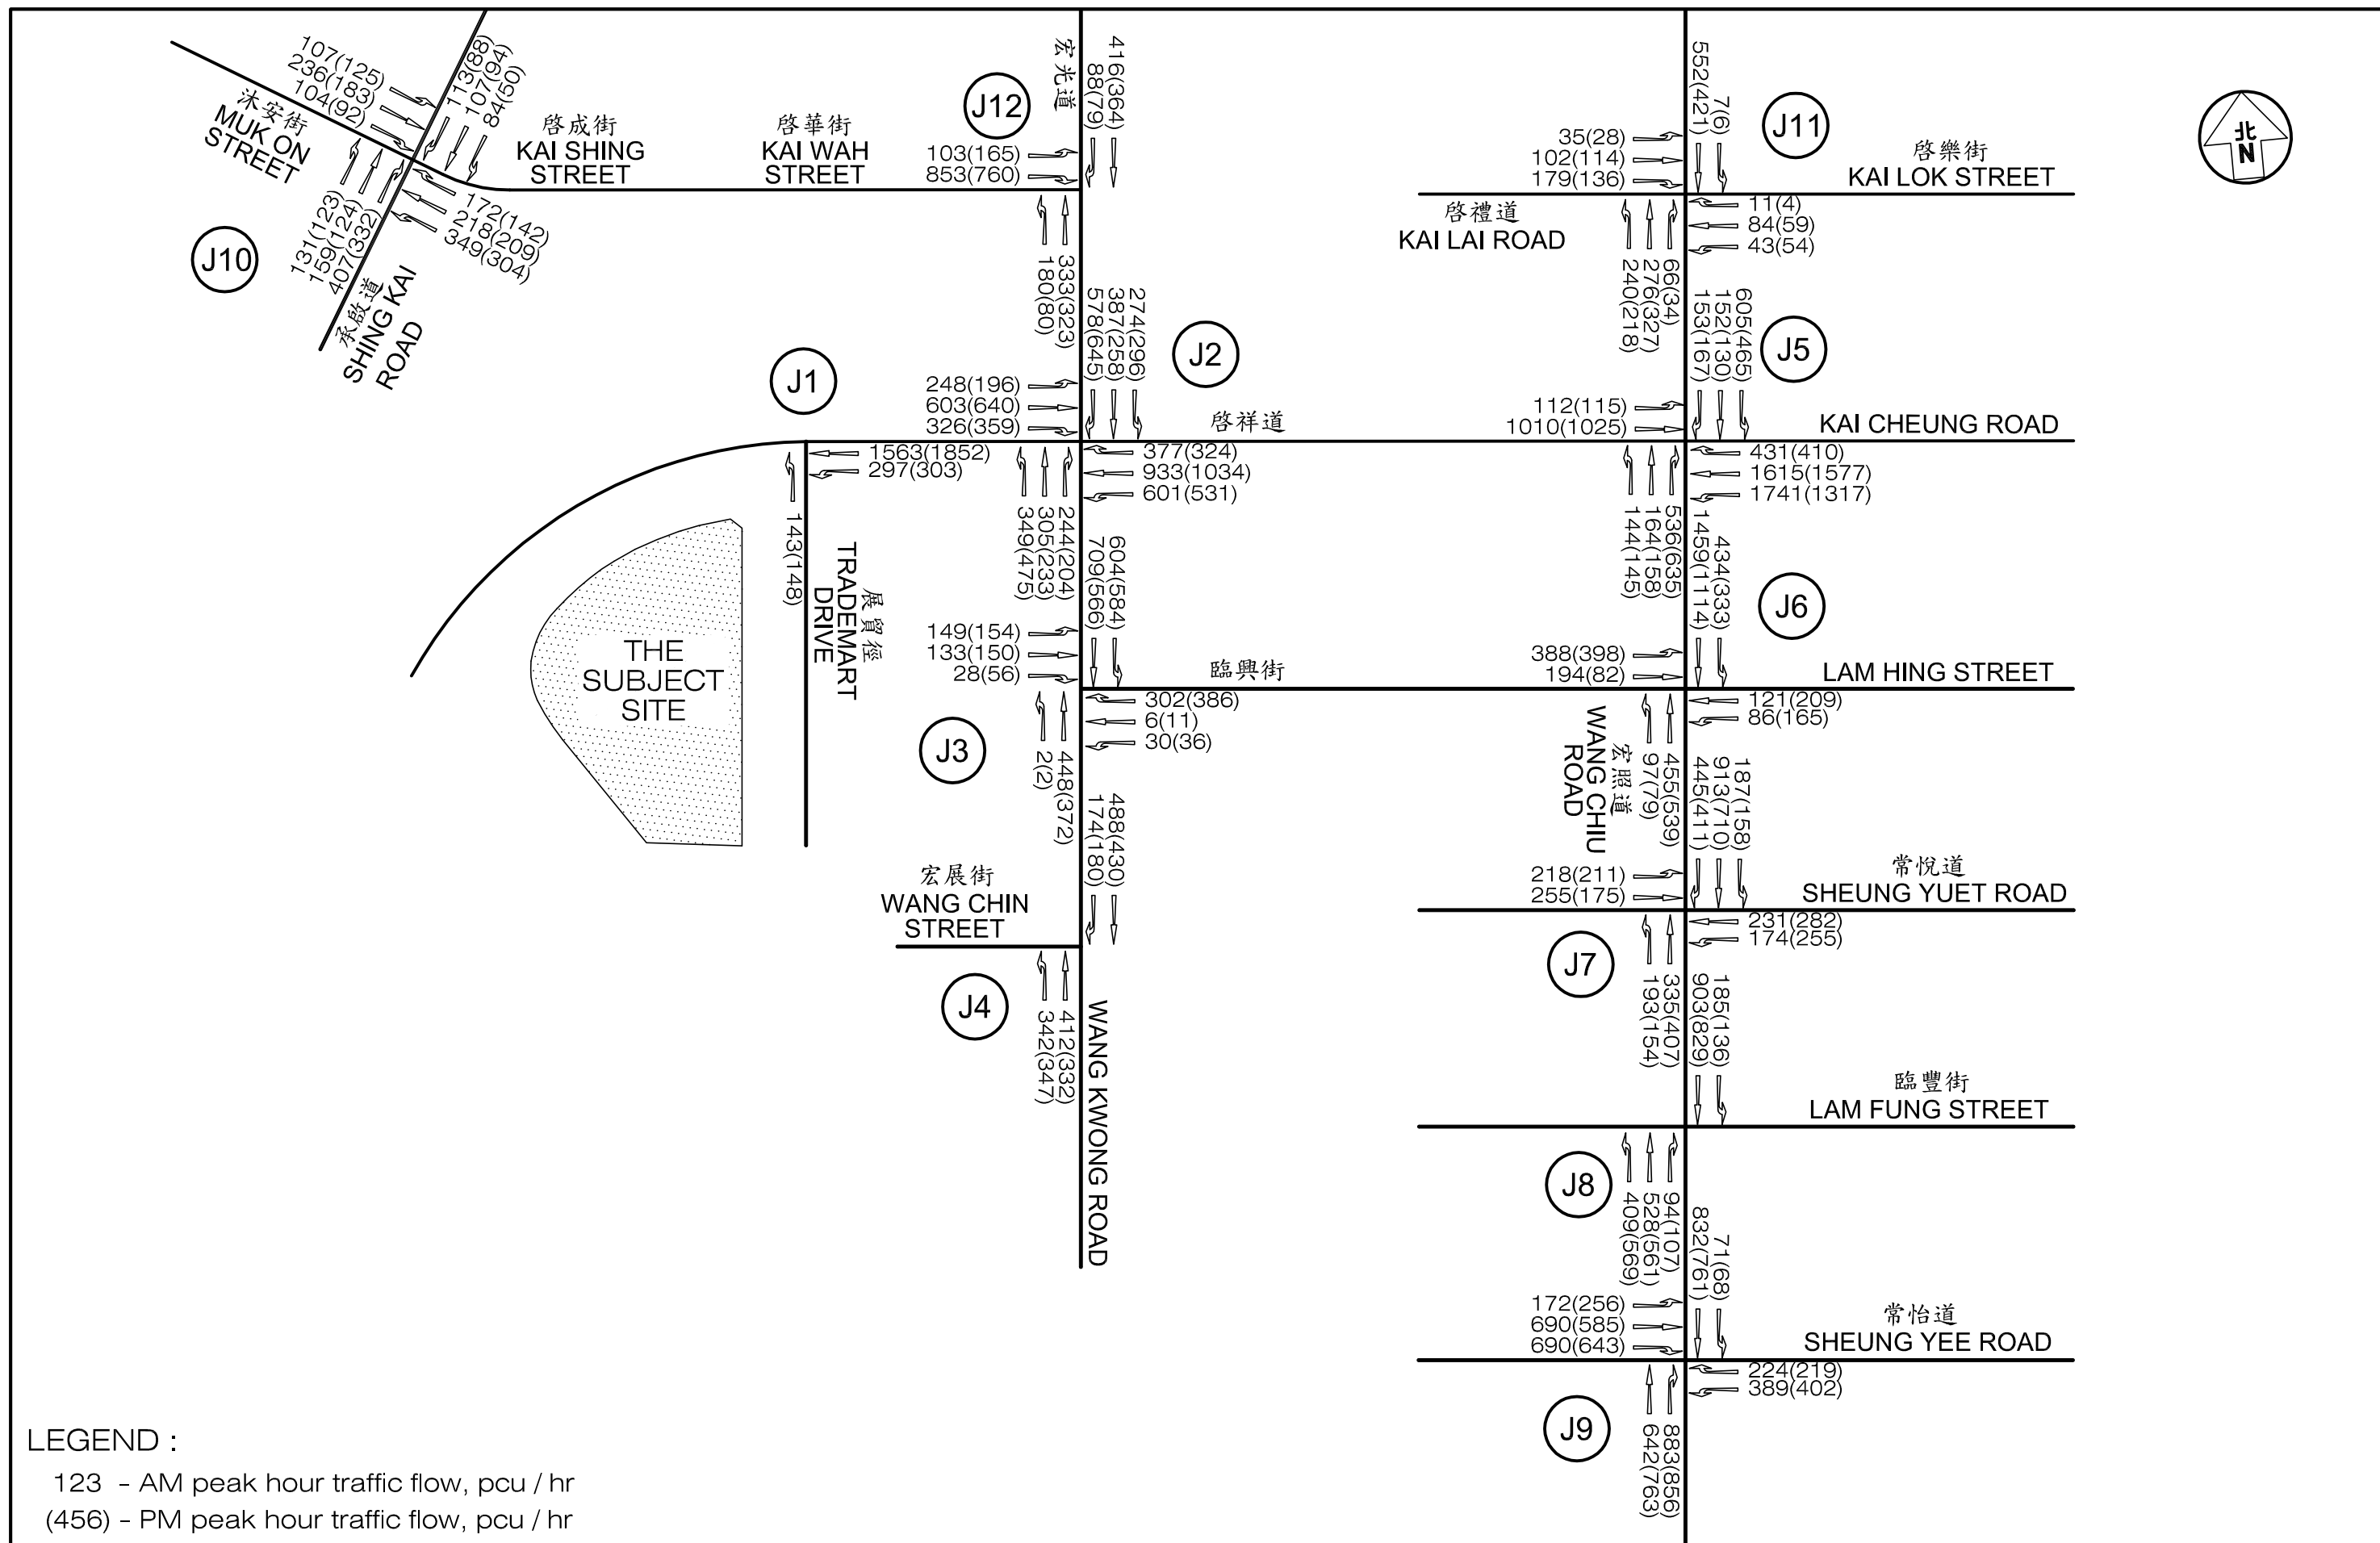 107(125)
236(183)
104(92)
113(88)
107(94)
84(50)
沐安街
MUK ON
STREET
131(123)
159(124)
407(332)
172(142)
218(209)
349(304)
J10
承啟道
SHING KAI
ROAD
啓成街
KAI SHING
STREET
啓華街
KAI WAH
STREET
J12
宏光道
416(364)
88(79)
103(165)
853(760)
333(323)
180(80)
552(421)
7(6)
J11
35(28)
102(114)
179(136)
啓樂街
KAI LOK STREET
北
N
啓禮道
KAI LAI ROAD
11(4)
84(59)
43(54)
66(34)
276(327)
240(218)
J1
274(296)
387(258)
578(645)
J2
248(196)
603(640)
326(359)
啓祥道
605(465)
152(130)
153(167)
J5
112(115)
1010(1025)
KAI CHEUNG ROAD
1563(1852)
297(303)
377(324)
933(1034)
601(531)
431(410)
1615(1577)
1741(1317)
143(148)
展貿徑
TRADEMART
DRIVE
244(204)
305(233)
349(475)
604(584)
709(566)
536(635)
164(158)
144(145)
434(333)
1459(1114)
J6
THE
SUBJECT
SITE
149(154)
133(150)
28(56)
臨興街
388(398)
194(82)
LAM HING STREET
302(386)
6(11)
30(36)
121(209)
86(165)
J3
448(372)
2(2)
488(430)
174(180)
宏照道
WANG CHIU
ROAD
455(539)
97(79)
187(158)
913(710)
445(411)
宏展街
WANG CHIN
STREET
218(211)
255(175)
常悅道
SHEUNG YUET ROAD
231(282)
174(255)
J4
412(332)
342(347)
WANG KWONG ROAD
J7
335(407)
193(154)
185(136)
903(829)
臨豐街
LAM FUNG STREET
J8
94(107)
528(561)
409(569)
71(68)
832(761)
172(256)
690(585)
690(643)
常怡道
SHEUNG YEE ROAD
224(219)
389(402)
J9
883(856)
642(763)
LEGEND :
123 - AM peak hour traffic flow, pcu / hr
(456) - PM peak hour traffic flow, pcu / hr